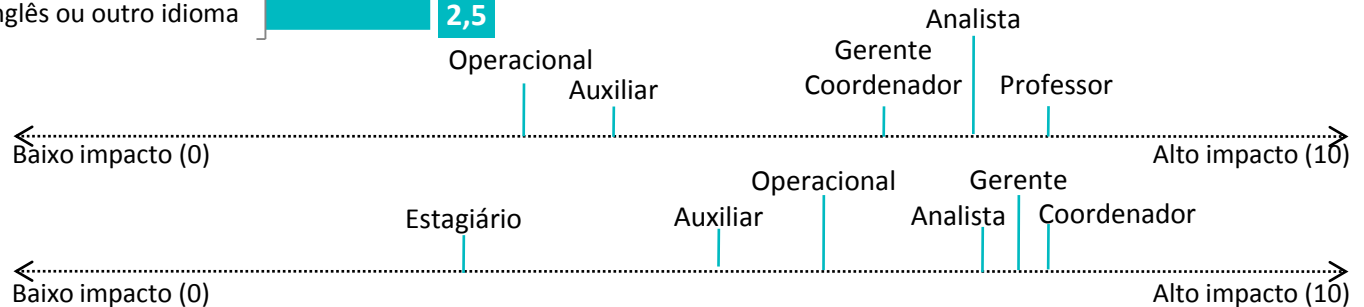 nglês ou outro idioma
2,5
Analista
Operacional
Gerente
Auxiliar
Coordenador
Professor
Baixo impacto (0)
Alto impacto (10)
Operacional
Gerente
Estagiário
Auxiliar
Analista
Coordenador
Baixo impacto (0)
Alto impacto (10)